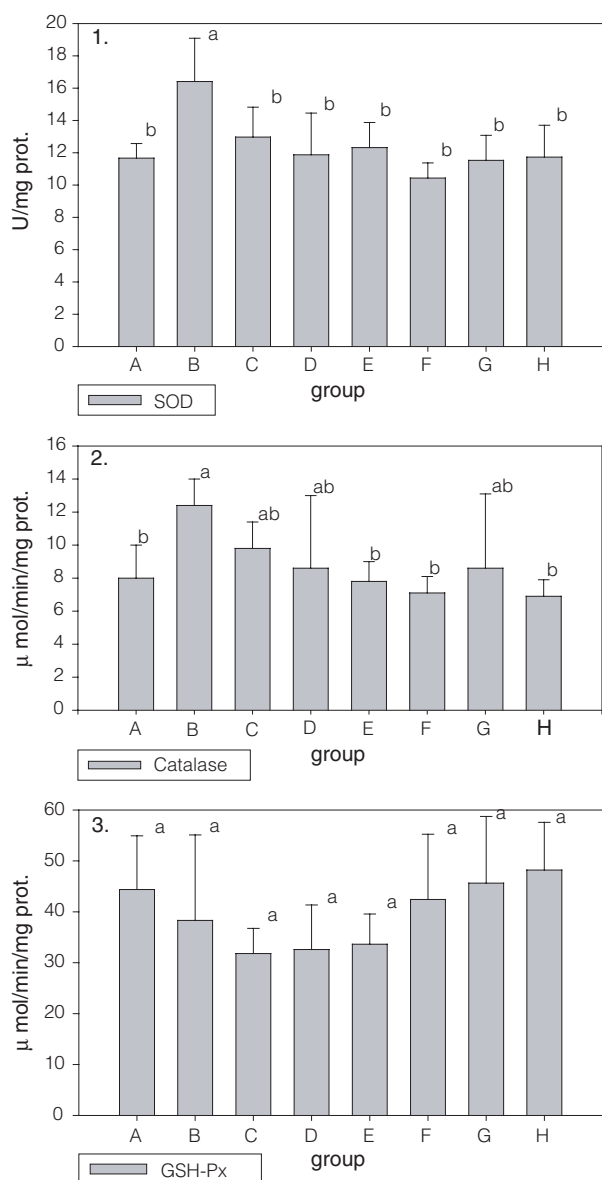 1.
20
18
16
14
12
10
8
6
4
2
0
U/mg prot.
b a b b b b b b
A B C D E F G H
group
SOD
2.
16
14
12
10
8
6
4
2
0
µ mol/min/mg prot.
b a ab ab b b ab b
A B C D E F G H
group
Catalase
3.
60
50
40
30
20
10
0
µ mol/min/mg prot.
a a a a a a a a
A B C D E F G H
group
GSH-Px